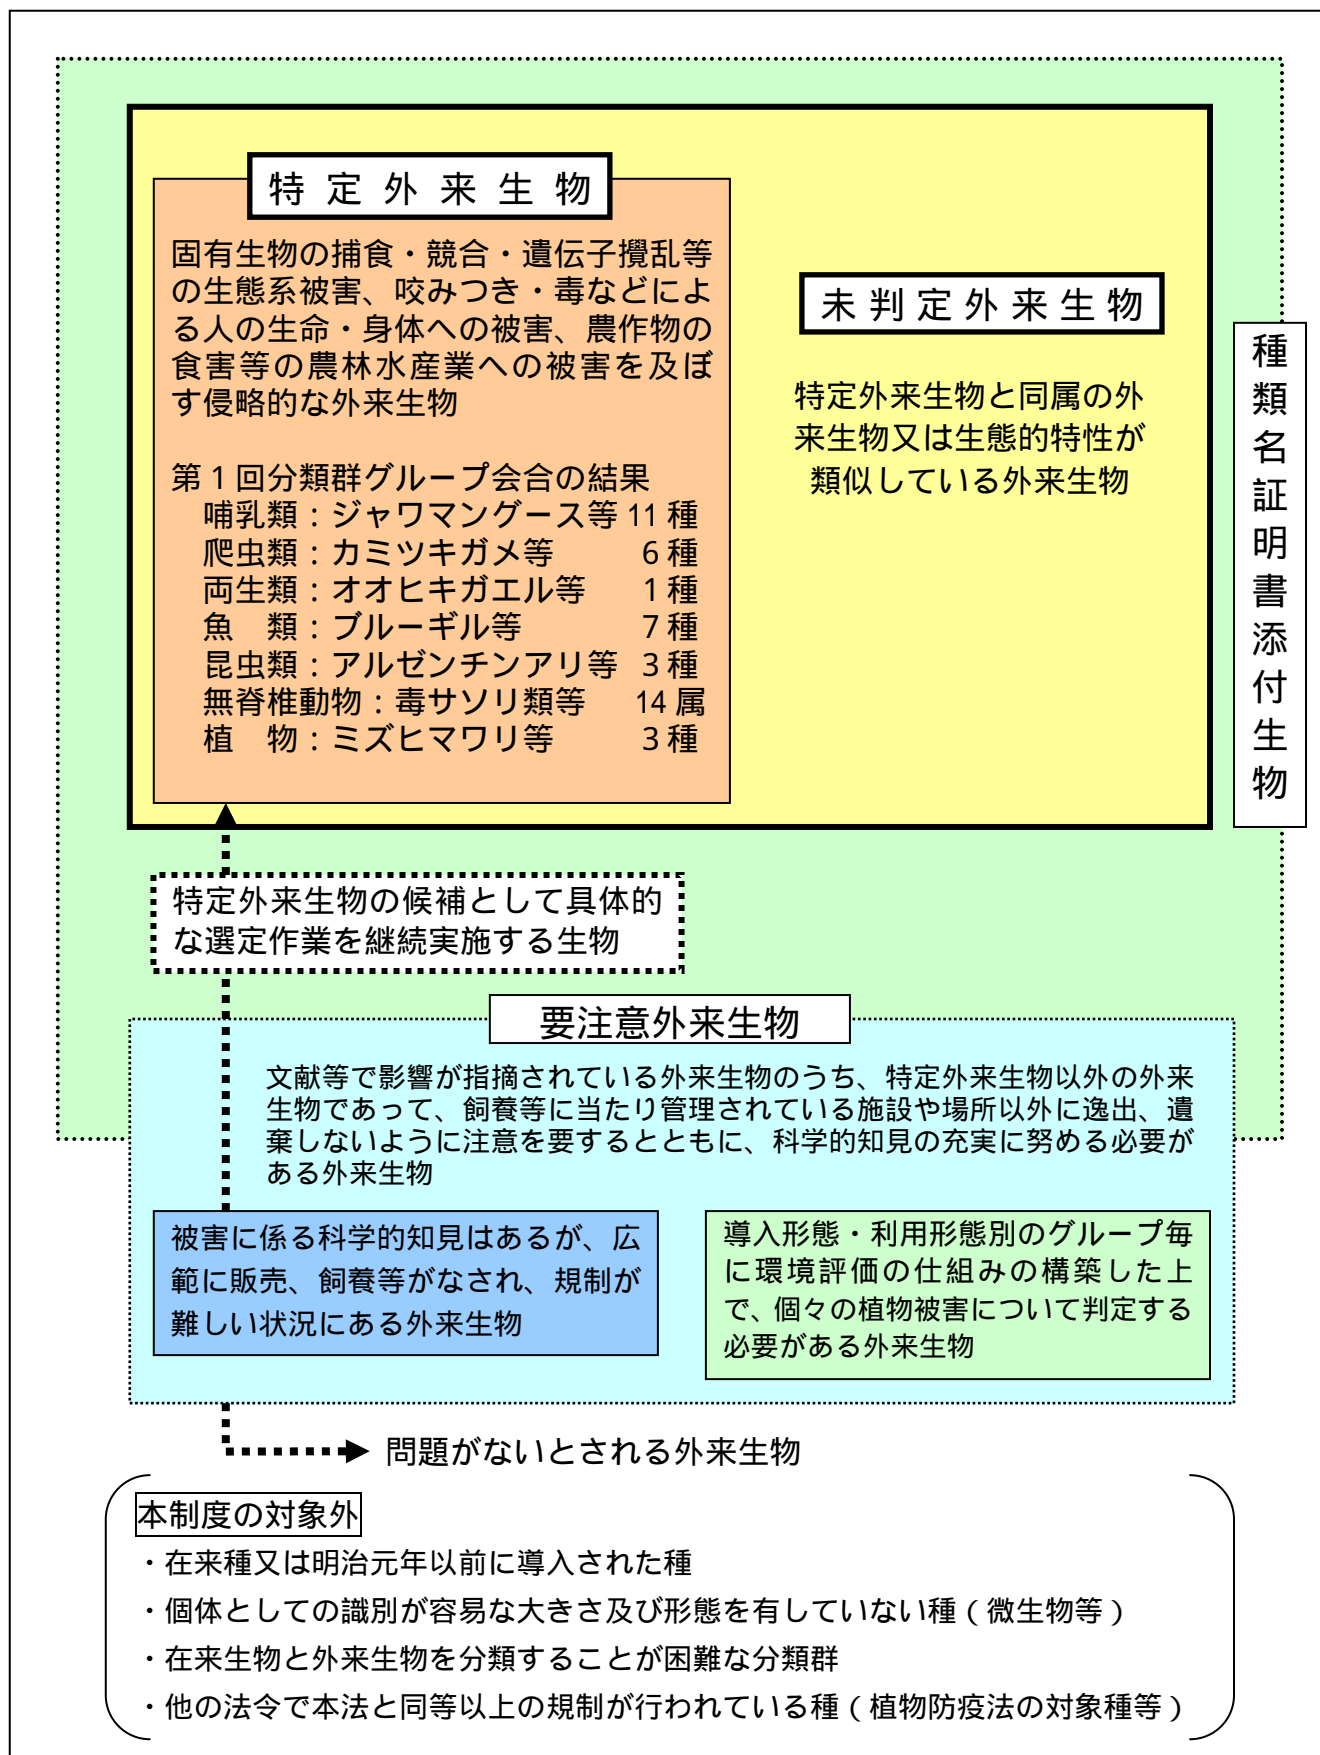 特定外来生物
固有生物の捕食・競合・遺伝子攪乱等
の生態系被害、咬みつき・毒などによ
る人の生命・身体への被害、農作物の
食害等の農林水産業への被害を及ぼ
す侵略的な外来生物
第1回分類群グループ会合の結果
哺乳類：ジャワマングース等 11 種
爬虫類：カミツキガメ等 6 種
両生類：オオヒキガエル等 1 種
魚　類：ブルーギル等 7 種
昆虫類：アルゼンチンアリ等 3 種
無脊椎動物：毒サソリ類等 14 属
植　物：ミズヒマワリ等 3 種
未判定外来生物
特定外来生物と同属の外
来生物又は生態的特性が
類似している外来生物
種類名証明書添付生物
特定外来生物の候補として具体的
な選定作業を継続実施する生物
要注意外来生物
文献等で影響が指摘されている外来生物のうち、特定外来生物以外の外来
生物であって、飼養等に当たり管理されている施設や場所以外に逸出、遺
棄しないように注意を要するとともに、科学的知見の充実に努める必要が
ある外来生物
被害に係る科学的知見はあるが、広
範に販売、飼養等がなされ、規制が
難しい状況にある外来生物
導入形態・利用形態別のグループ毎
に環境評価の仕組みの構築した上
で、個々の植物被害について判定する
必要がある外来生物
問題がないとされる外来生物
本制度の対象外
・在来種又は明治元年以前に導入された種
・個体としての識別が容易な大きさ及び形態を有していない種（微生物等）
・在来生物と外来生物を分類することが困難な分類群
・他の法令で本法と同等以上の規制が行われている種（植物防疫法の対象種等）